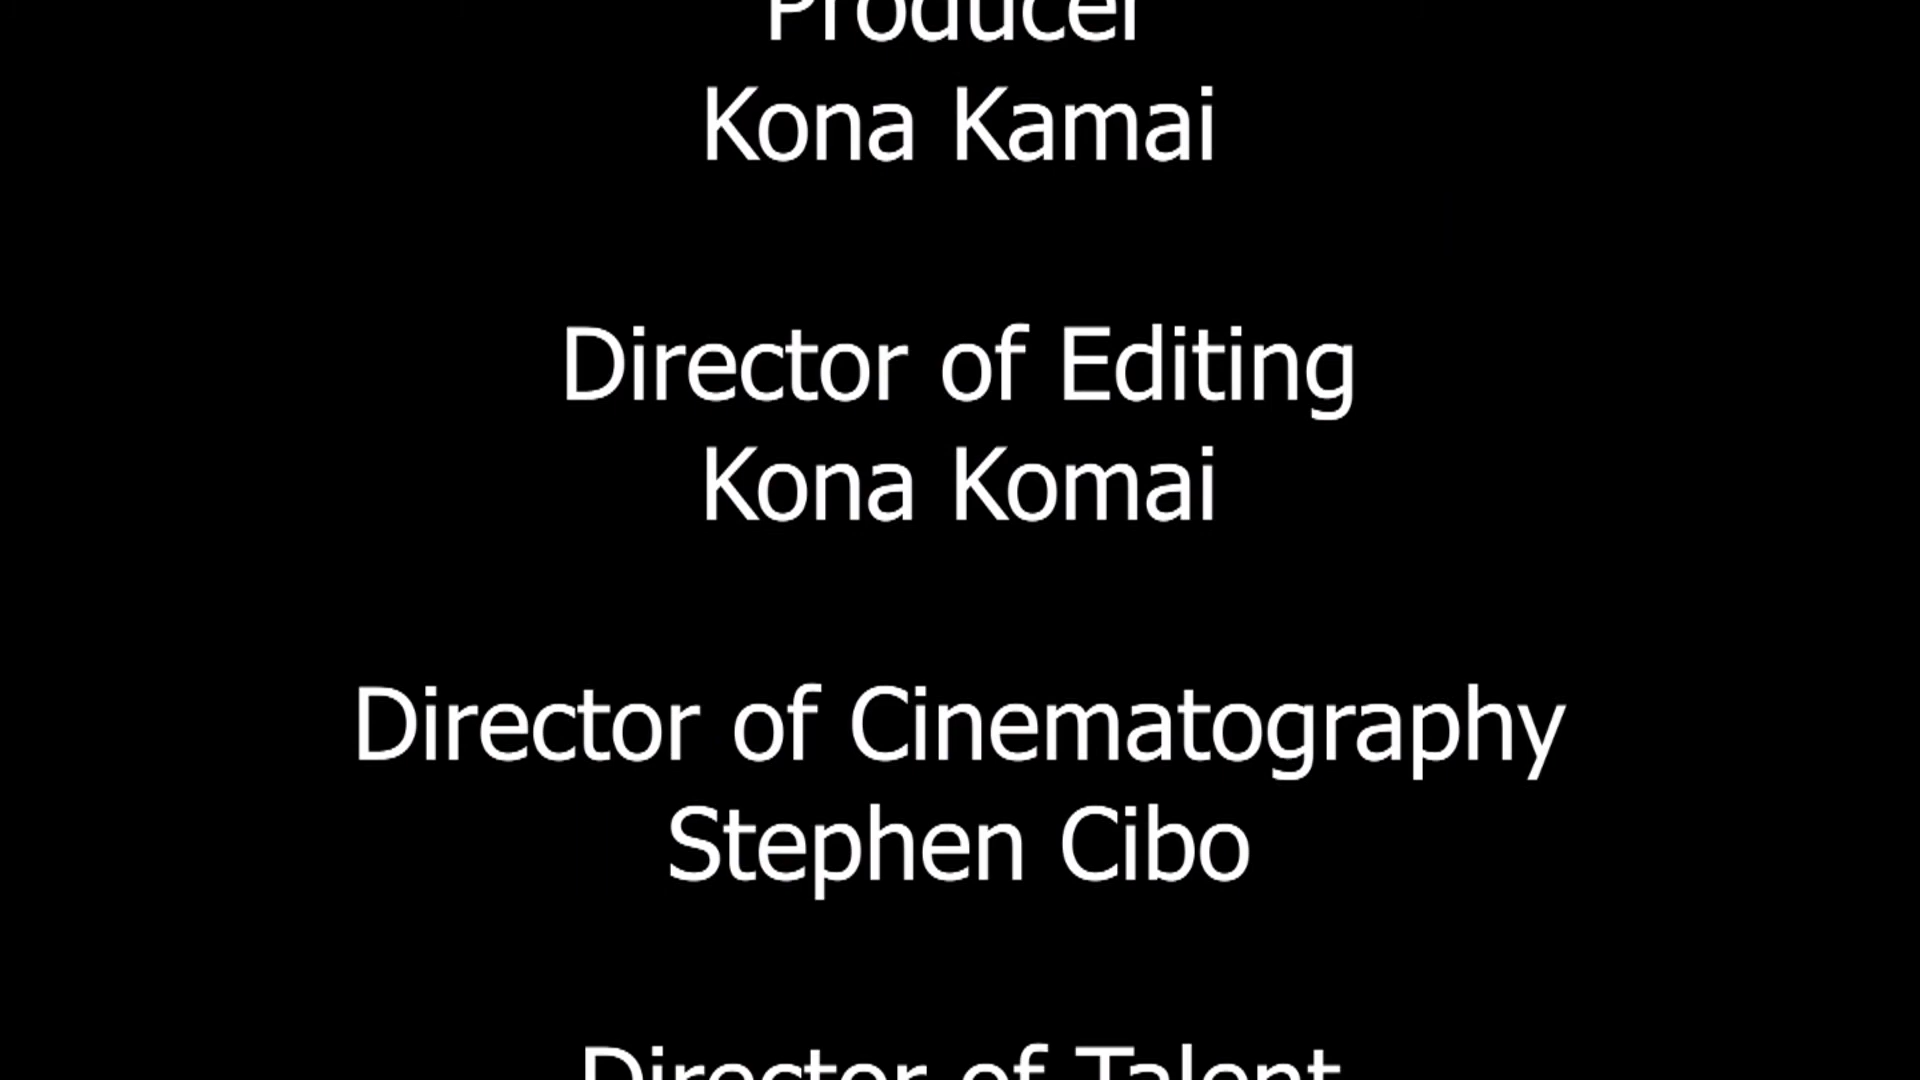 Producer
Kona Kamai
Director of Editing
Kona Komai
Director of Cinematography
Stephen Cibo
Director of Talent